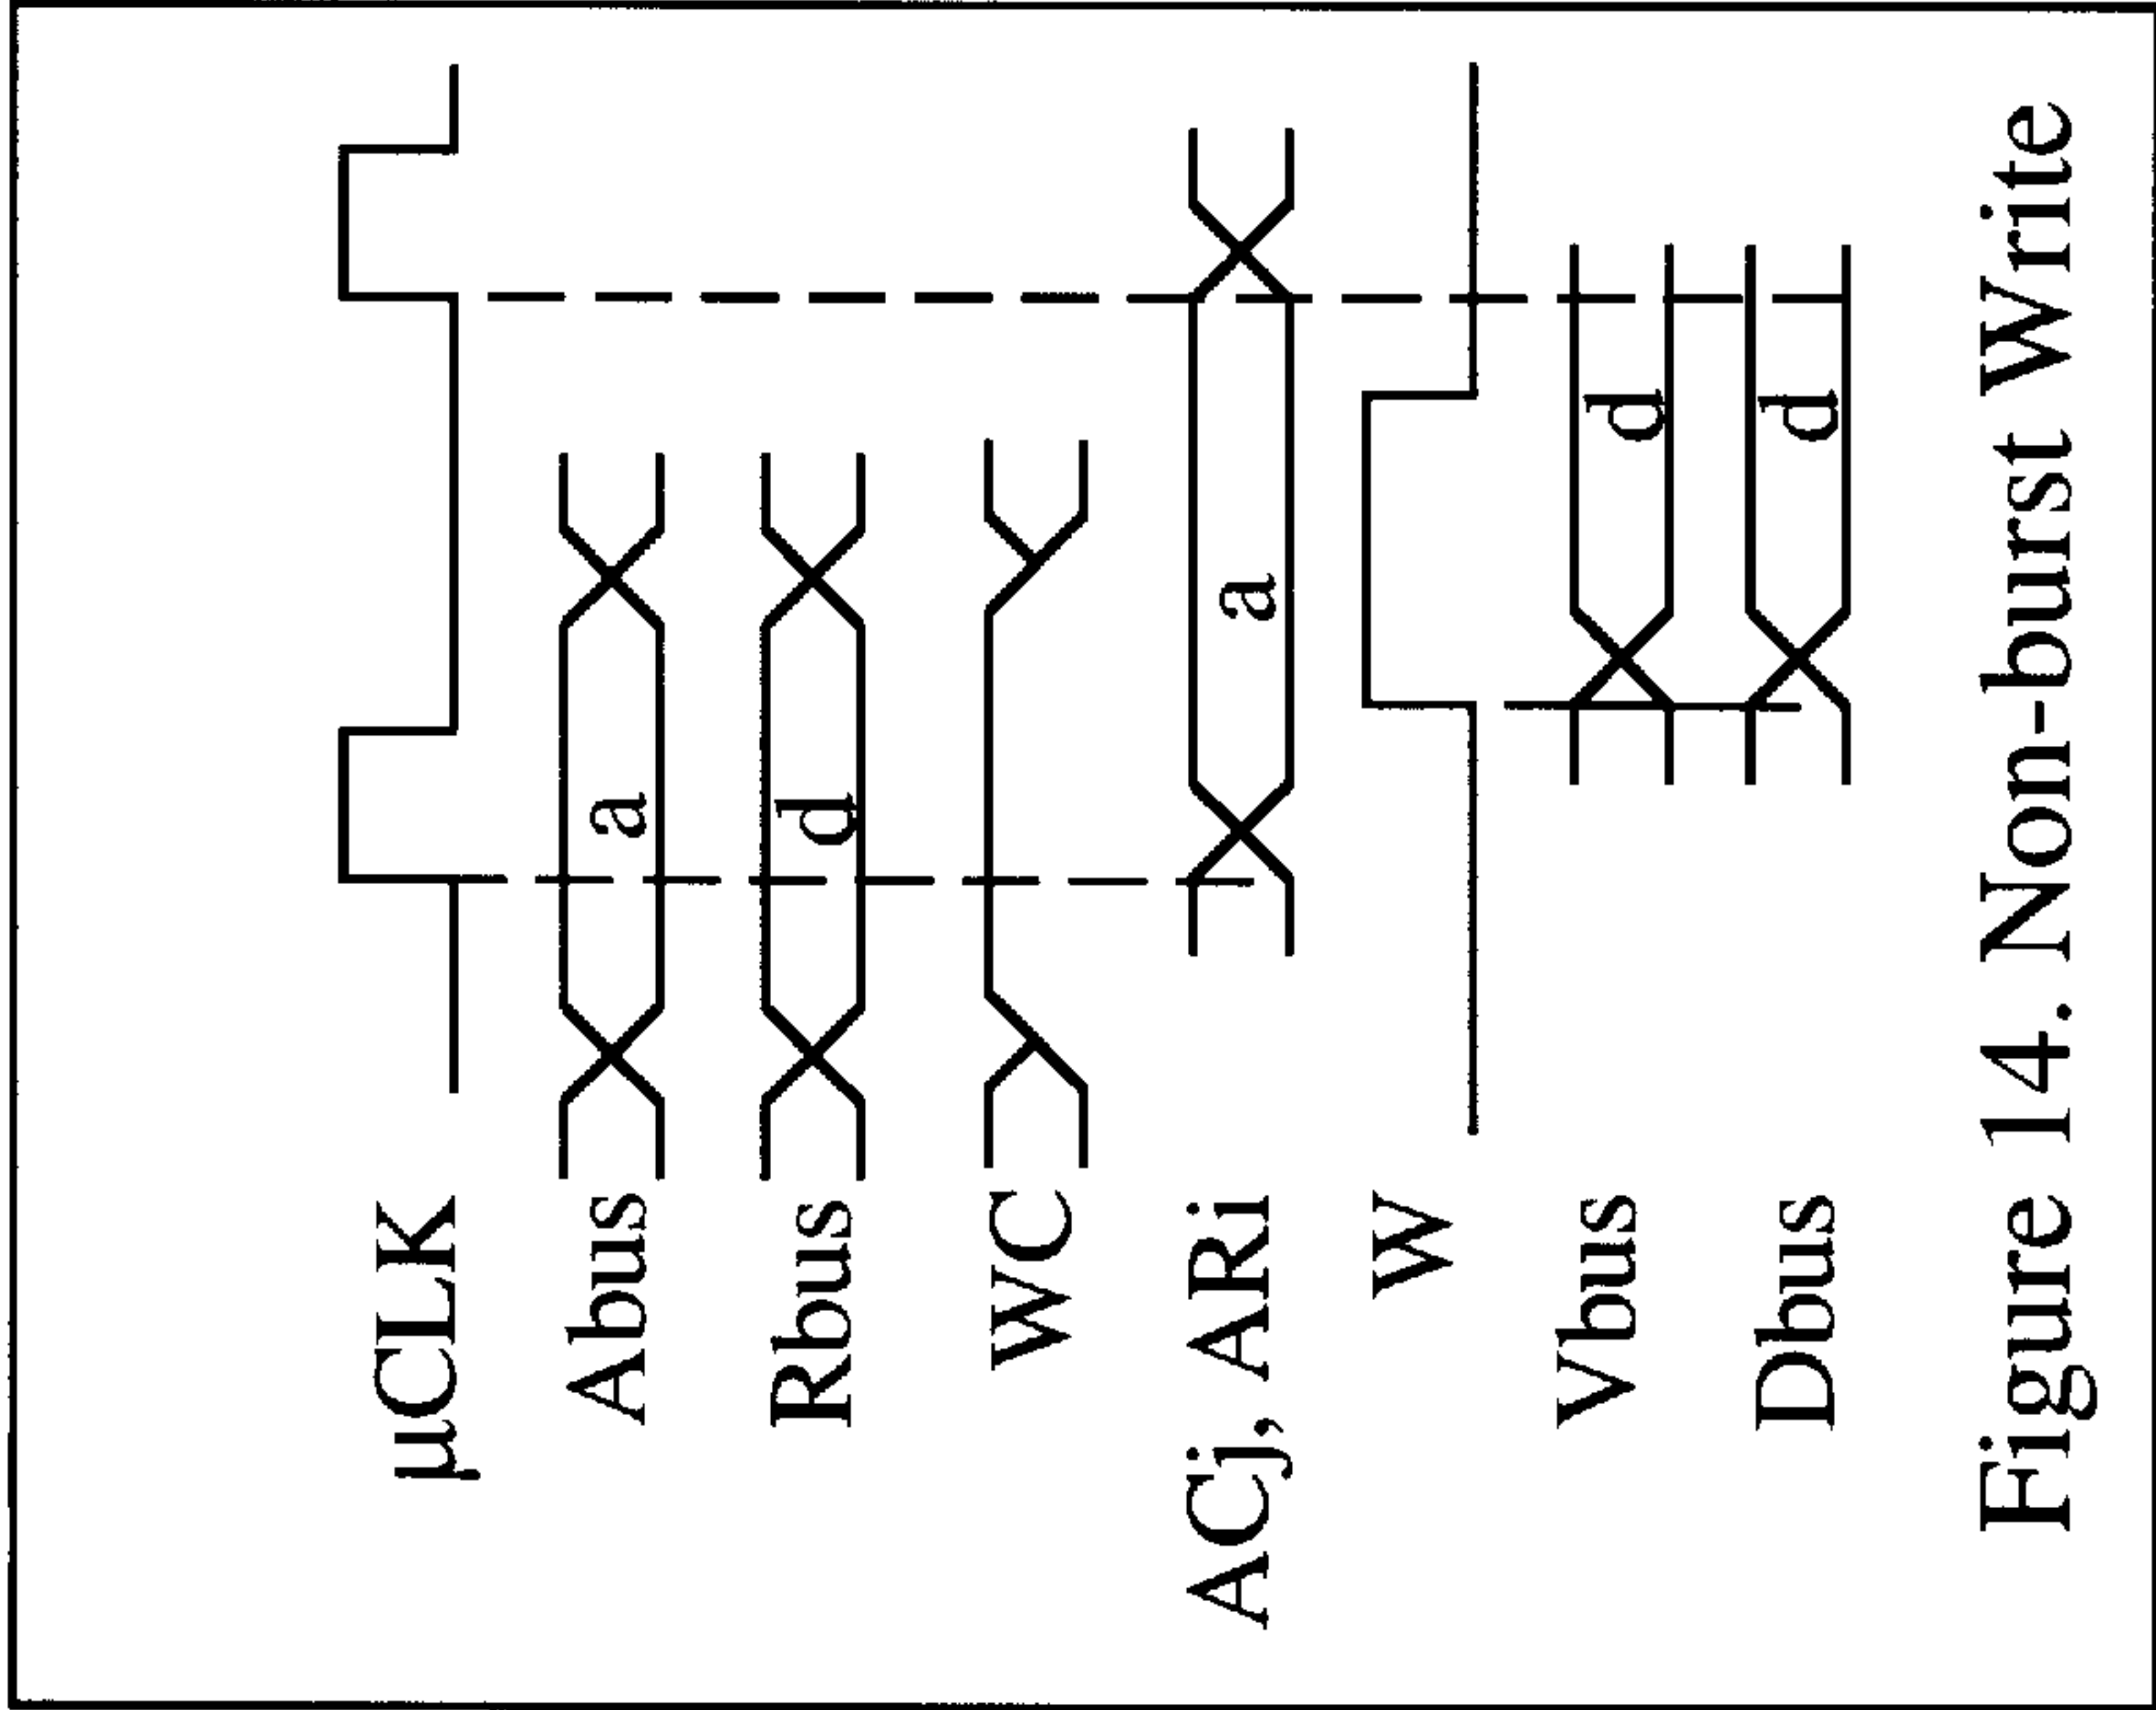 µCLK
Abus
a
Rbus
d
WC
ACj, ARi
a
W
Vbus
d
Dbus
d
Figure 14. Non-burst Write